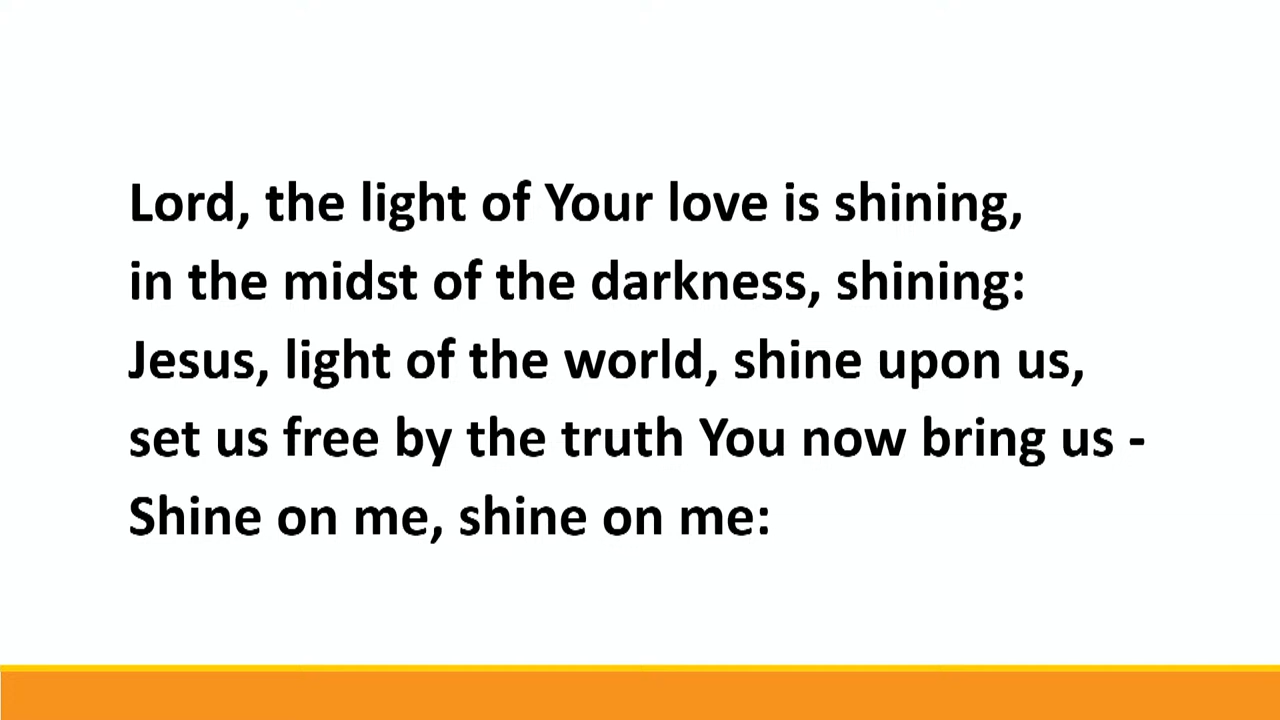 Lord, the light of Your love is shining,
in the midst of the darkness, shining:
Jesus, light of the world, shine upon us,
set us free by the truth You now bring us -
Shine on me, shine on me: